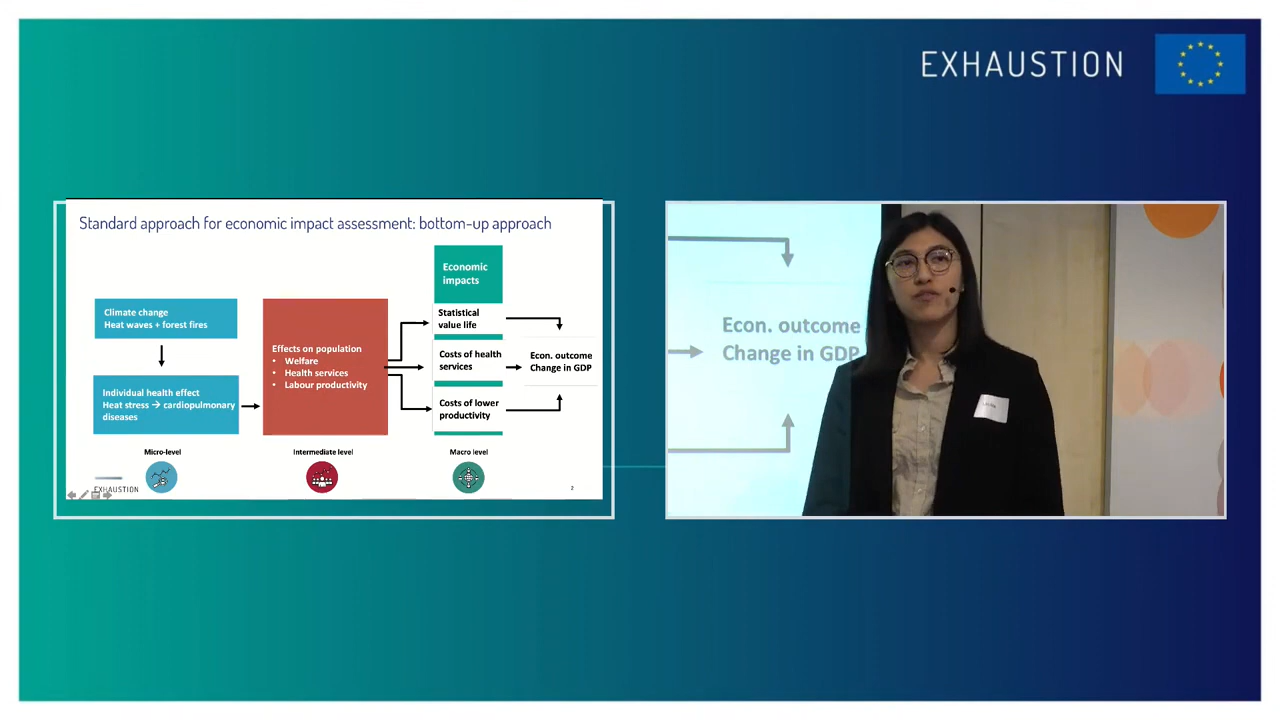 EXHAUSTION
Standard approach for economic impact assessment: bottom-up approach
Climate change
Heat waves + forest fires
Individual health effect
Heat stress → cardiopulmonary
diseases
Effects on population
• Welfare
• Health services
• Labour productivity
Economic
impacts
Statistical
value life
Costs of health
services
Costs of lower
productivity
Econ. outcome
Change in GDP
Micro-level
Intermediate level
Macro level
EXHAUSTION
2
Econ. outcome
Change in GDP